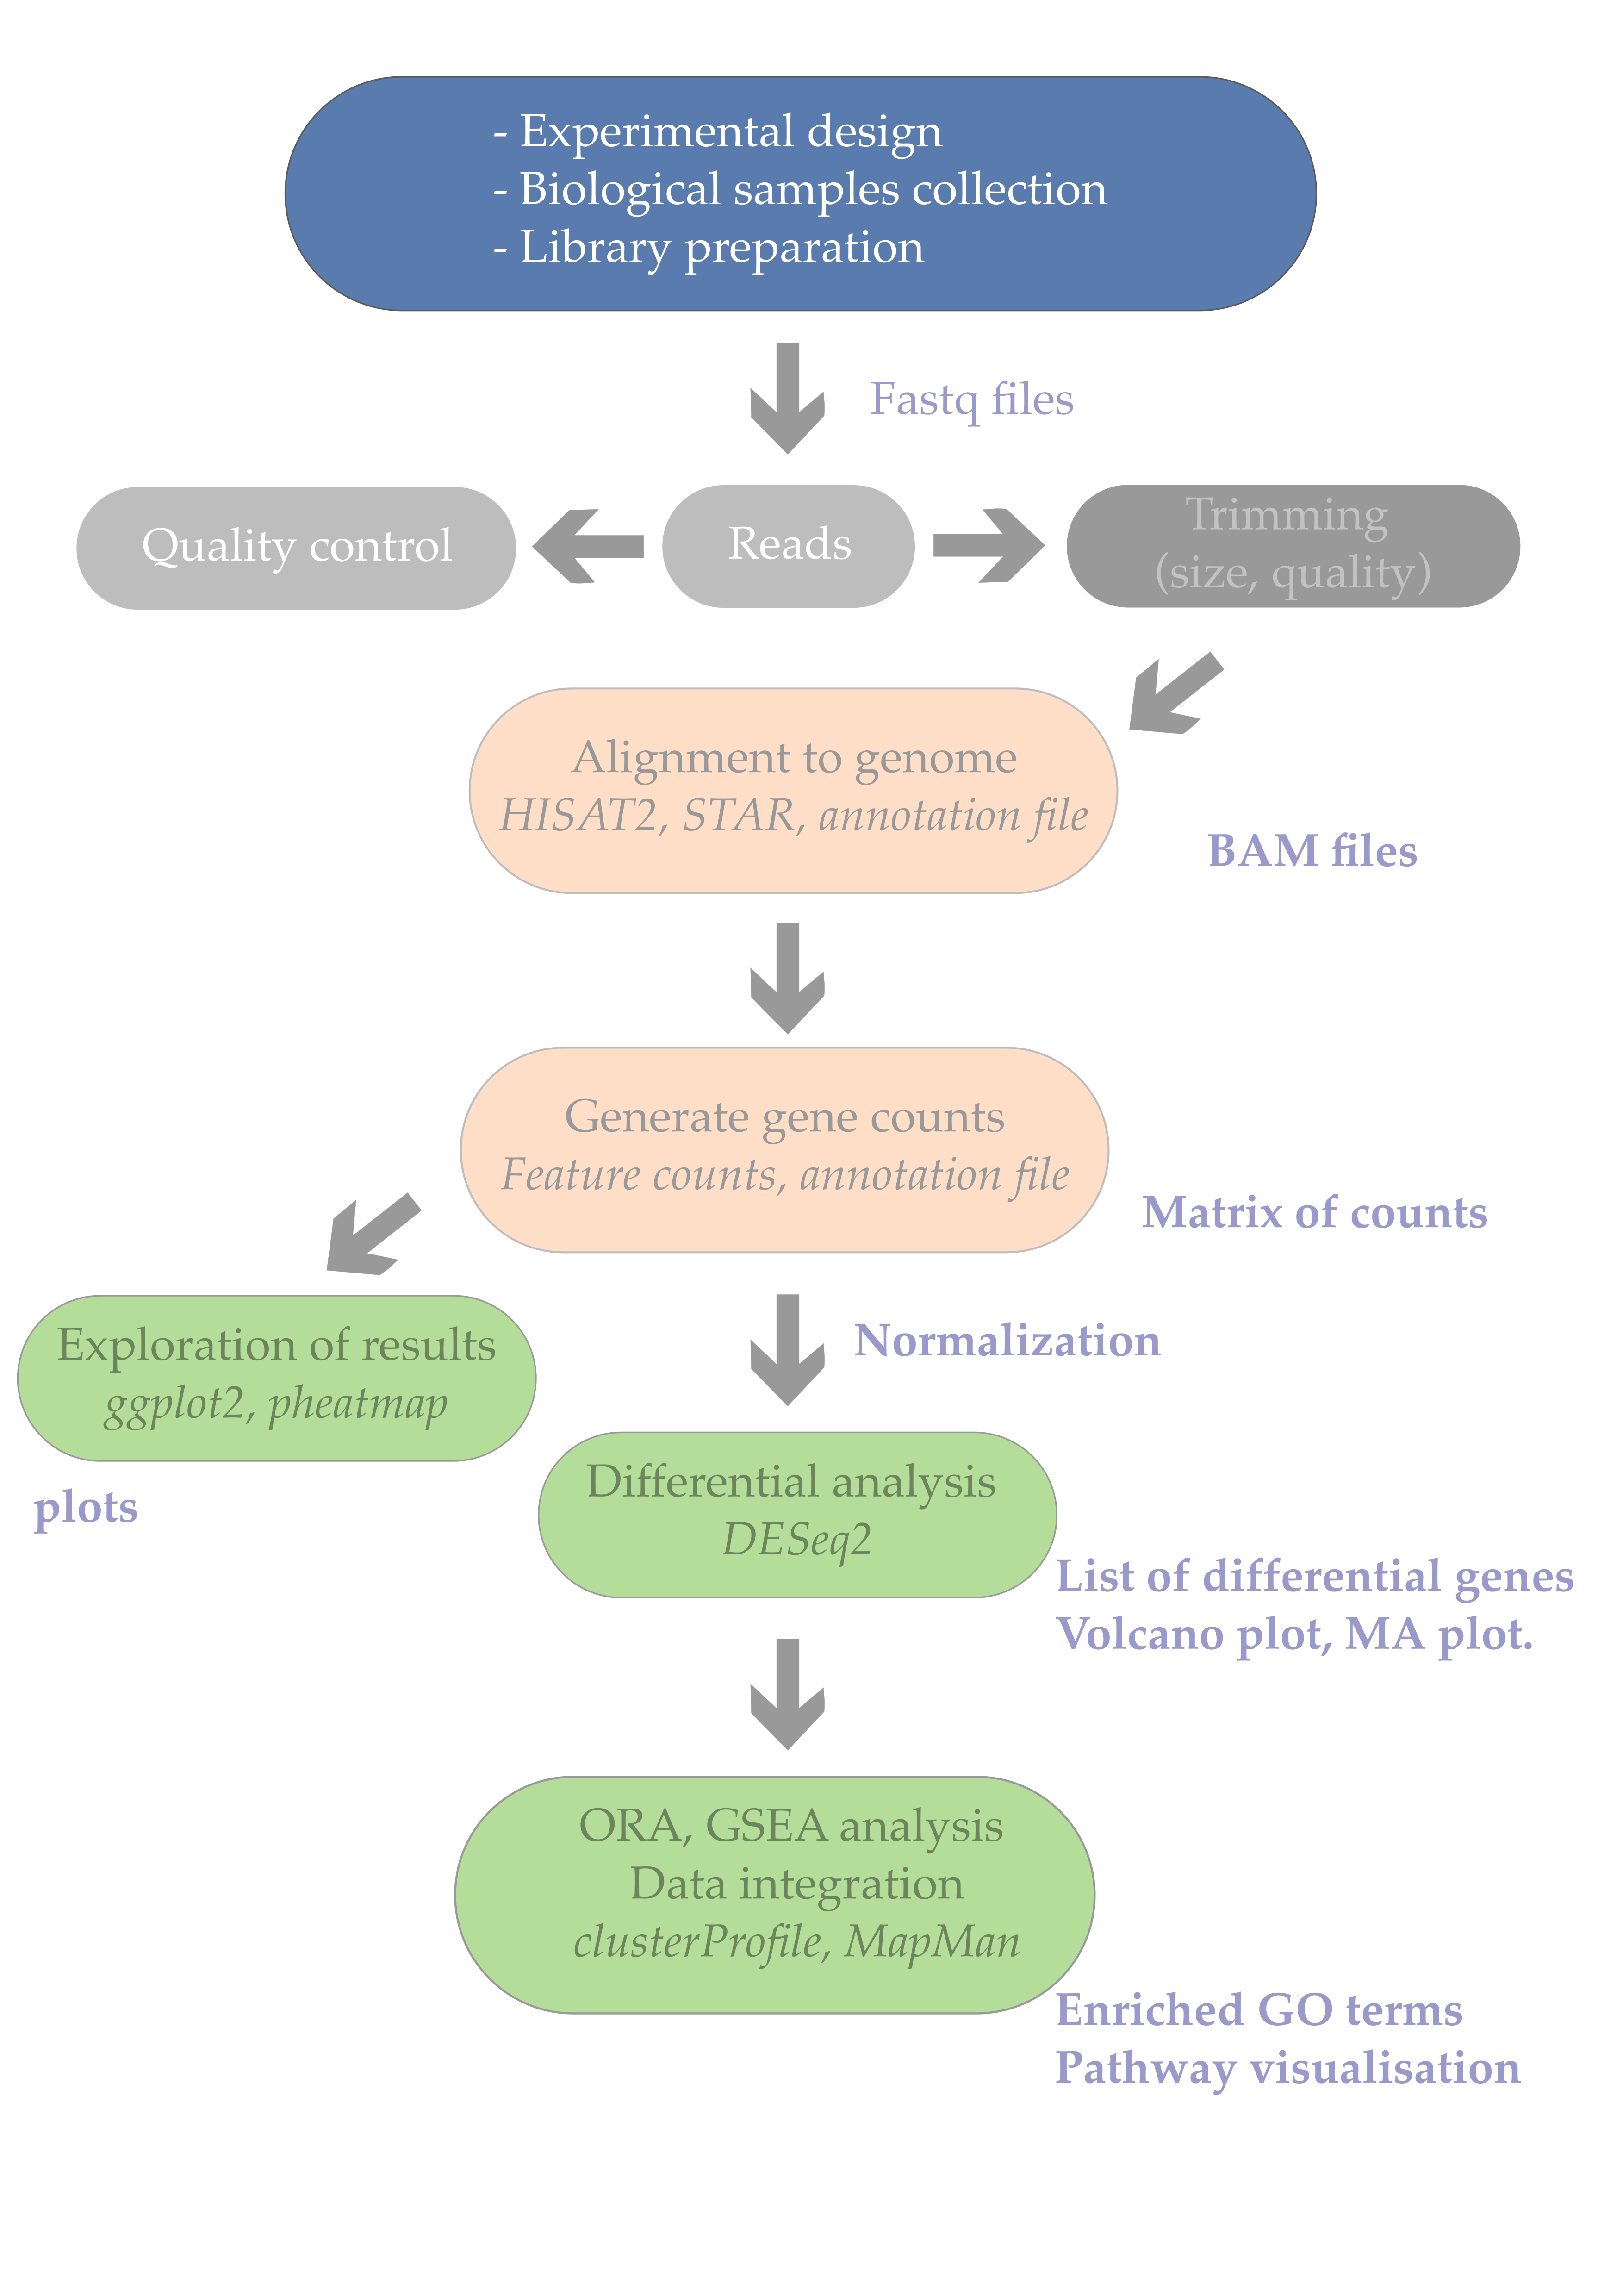 - Experimental design
- Biological samples collection
- Library preparation
Fastq files
Quality control
Reads
Trimming
(size, quality)
Alignment to genome
HISAT2, STAR, annotation file
BAM files
Generate gene counts
Feature counts, annotation file
Matrix of counts
Normalization
Exploration of results
ggplot2, pheatmap
plots
Differential analysis
DESeq2
List of differential genes
Volcano plot, MA plot.
ORA, GSEA analysis
Data integration
clusterProfile, MapMan
Enriched GO terms
Pathway visualisation